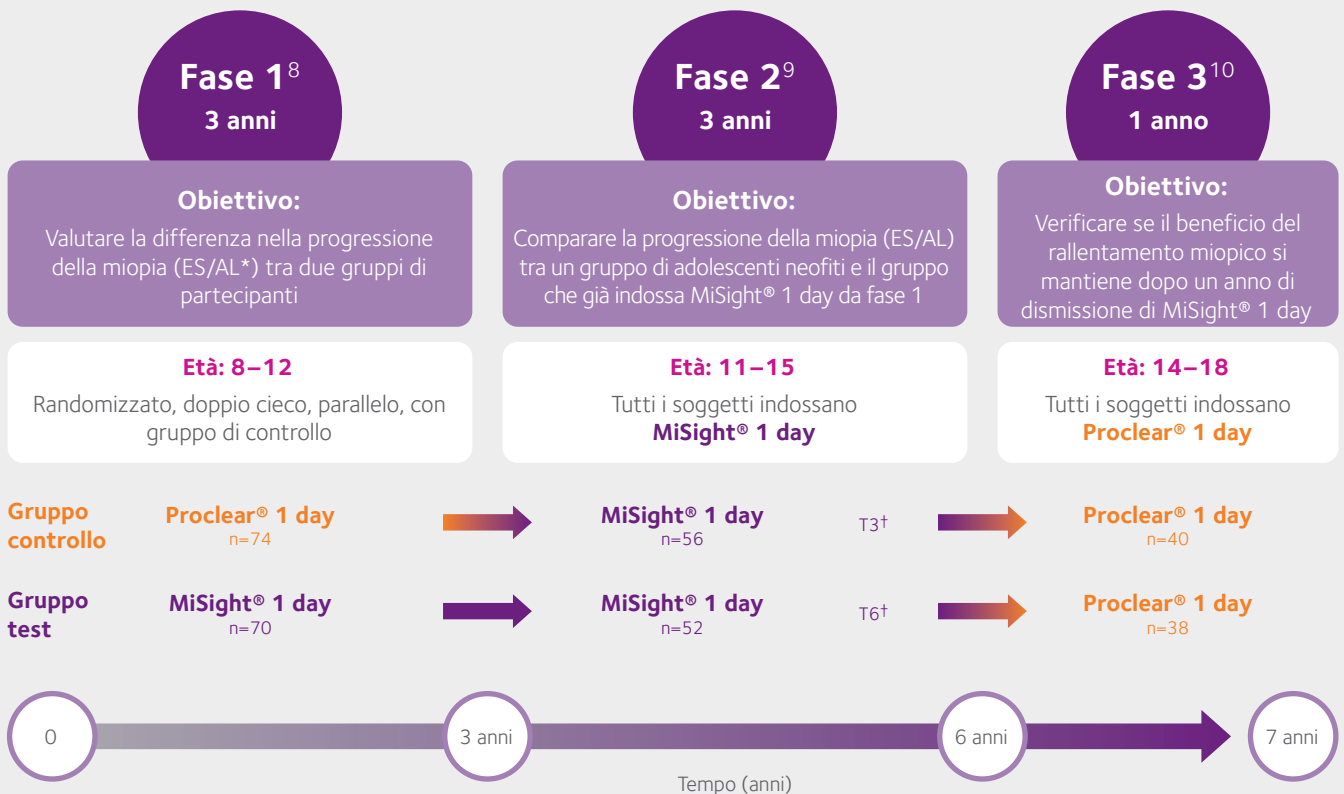 Fase 1⁸
3 anni
Fase 2⁹
3 anni
Fase 3¹⁰
1 anno
Obiettivo:
Valutare la differenza nella progressione
della miopia (ES/AL*) tra due gruppi di
partecipanti
Obiettivo:
Comparare la progressione della miopia (ES/AL)
tra un gruppo di adolescenti neofiti e il gruppo
che già indossa MiSight® 1 day da fase 1
Obiettivo:
Verificare se il beneficio del
rallentamento miopico si
mantiene dopo un anno di
dismissione di MiSight® 1 day
Età: 8–12
Randomizzato, doppio cieco, parallelo, con
gruppo di controllo
Età: 11–15
Tutti i soggetti indossano
MiSight® 1 day
Età: 14–18
Tutti i soggetti indossano
Proclear® 1 day
Gruppo
controllo
Proclear® 1 day
n=74
MiSight® 1 day
n=56
T3†
Proclear® 1 day
n=40
Gruppo
test
MiSight® 1 day
n=70
MiSight® 1 day
n=52
T6†
Proclear® 1 day
n=38
0
3 anni
6 anni
7 anni
Tempo (anni)